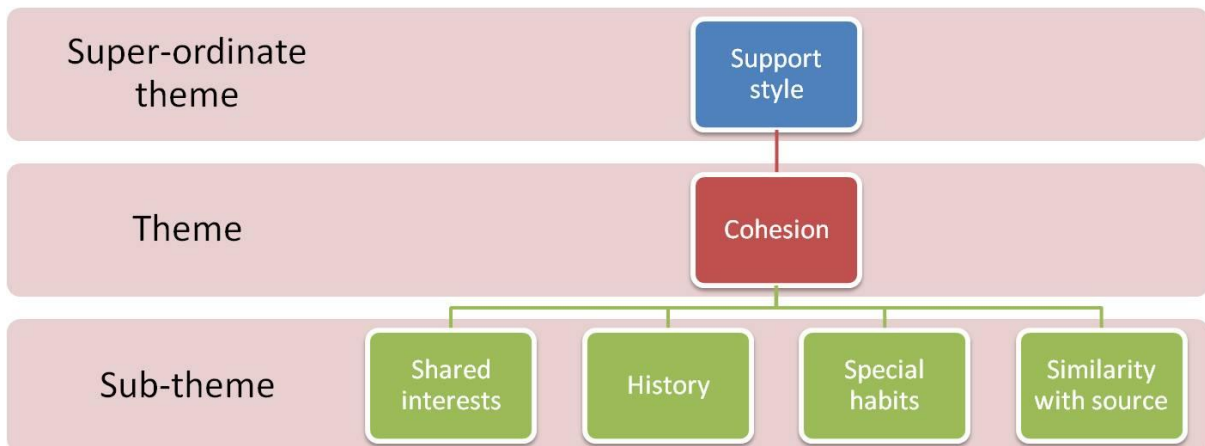 Super-ordinate
theme
Support
style
Theme
Cohesion
Sub-theme
Shared
interests
History
Special
habits
Similarity
with source